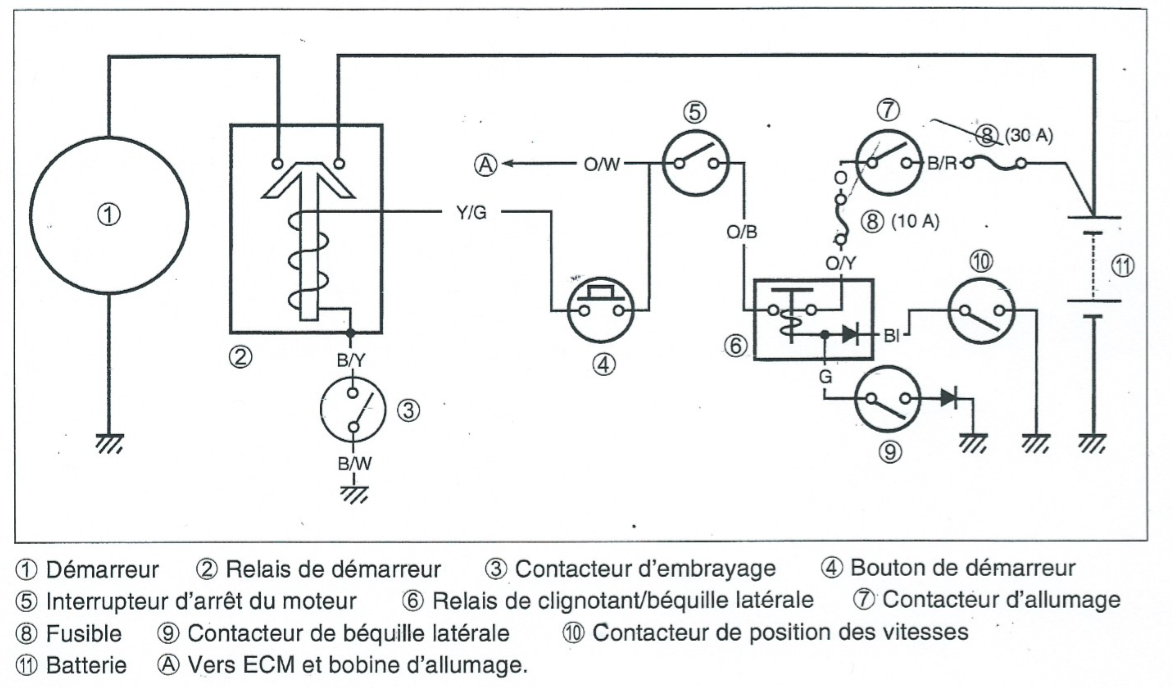 ⑤
⑦
⑧ (30 A)
Ⓐ
O/W
B/R
O
①
Y/G
⑧ (10 A)
O/B
O/Y
⑩
⑪
②
④
⑥
Bl
B/Y
G
③
⑨
B/W
① Démarreur ② Relais de démarreur ③ Contacteur d'embrayage ④ Bouton de démarreur
⑤ Interrupteur d'arrêt du moteur ⑥ Relais de clignotant/béquille latérale ⑦ Contacteur d'allumage
⑧ Fusible ⑨ Contacteur de béquille latérale ⑩ Contacteur de position des vitesses
⑪ Batterie Ⓐ Vers ECM et bobine d'allumage.